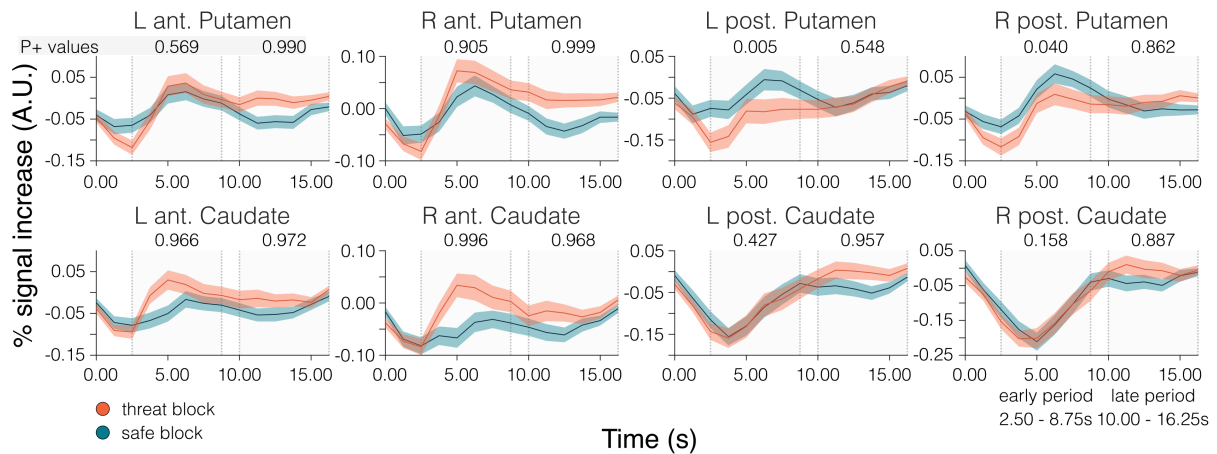 L ant. Putamen R ant. Putamen L post. Putamen R post. Putamen
P+ values 0.569 0.990 0.905 0.999 0.005 0.548 0.040 0.862
0.05 -0.05 -0.15
0.10 0.00 -0.10
0.05 -0.05 -0.15
0.05 -0.05 -0.15
0.00 5.00 10.00 15.00 0.00 5.00 10.00 15.00 0.00 5.00 10.00 15.00 0.00 5.00 10.00 15.00
L ant. Caudate R ant. Caudate L post. Caudate R post. Caudate
0.966 0.972 0.996 0.968 0.427 0.957 0.158 0.887
0.05 -0.05 -0.15
0.10 0.00 -0.10
0.05 -0.05 -0.15
0.05 -0.05 -0.15 -0.25
0.00 5.00 10.00 15.00 0.00 5.00 10.00 15.00 0.00 5.00 10.00 15.00 0.00 5.00 10.00 15.00
% signal increase (A.U.)
early period late period
2.50 - 8.75s 10.00 - 16.25s
threat block
safe block
Time (s)